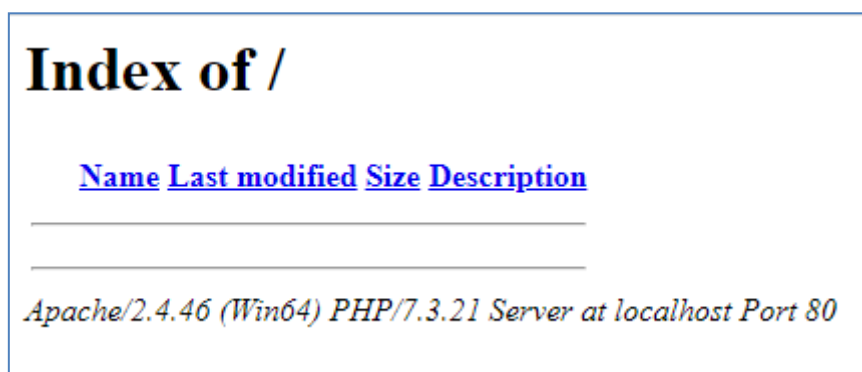 Index of /
Name Last modified Size Description
Apache/2.4.46 (Win64) PHP/7.3.21 Server at localhost Port 80